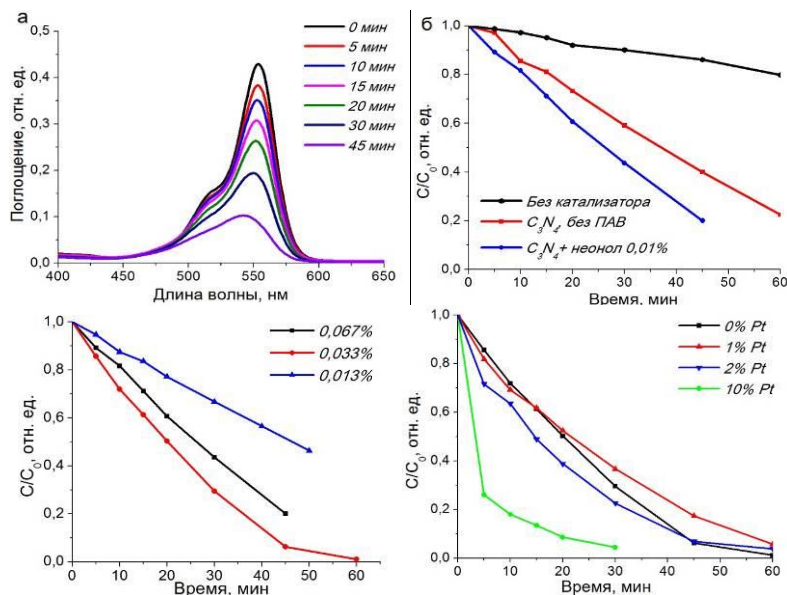 а
0 мин
5 мин
10 мин
15 мин
20 мин
30 мин
45 мин
0,5
0,4
0,3
0,2
0,1
0,0
400 450 500 550 600 650
Поглощение, отн. ед.
Длина волны, нм
б
1,0
0,8
0,6
0,4
0,2
0,0
0 10 20 30 40 50 60
C/C₀, отн. ед.
Время, мин
Без катализатора
C₃N₄, без ПАВ
C₃N₄+ неонол 0,01%
1,0
0,8
0,6
0,4
0,2
0,0
0 10 20 30 40 50 60
C/C₀, отн. ед.
Время, мин
0,067%
0,033%
0,013%
1,0
0,8
0,6
0,4
0,2
0,0
0 10 20 30 40 50 60
C/C₀, отн. ед.
Время, мин
0% Pt
1% Pt
2% Pt
10% Pt